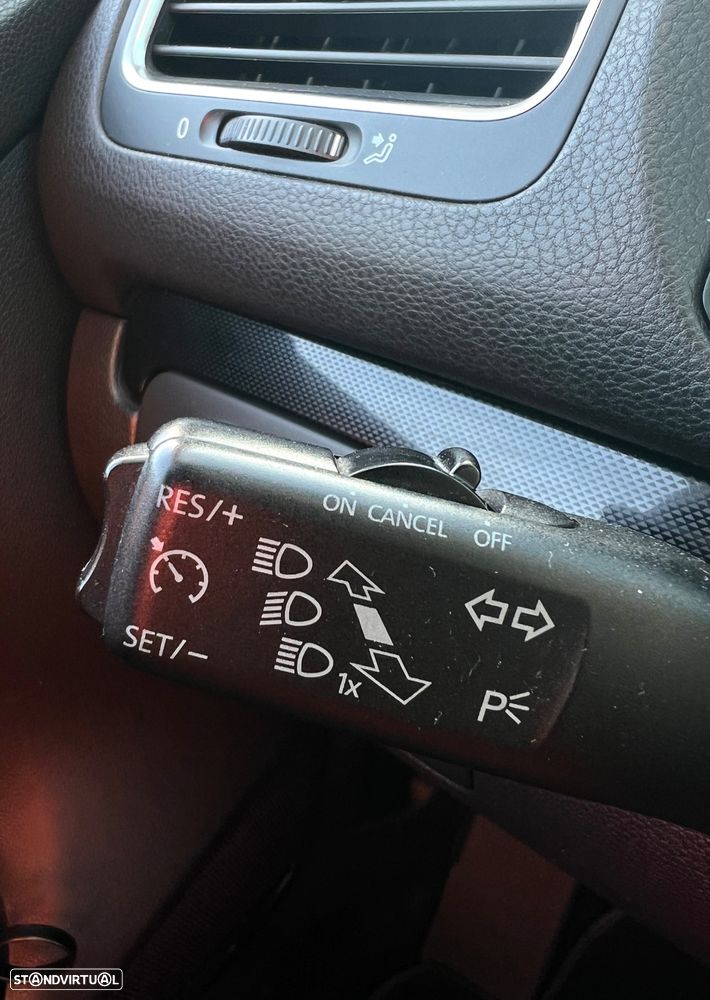 0
RES/+
ON CANCEL OFF
SET/–
1x
P
STANDVIRTUAL